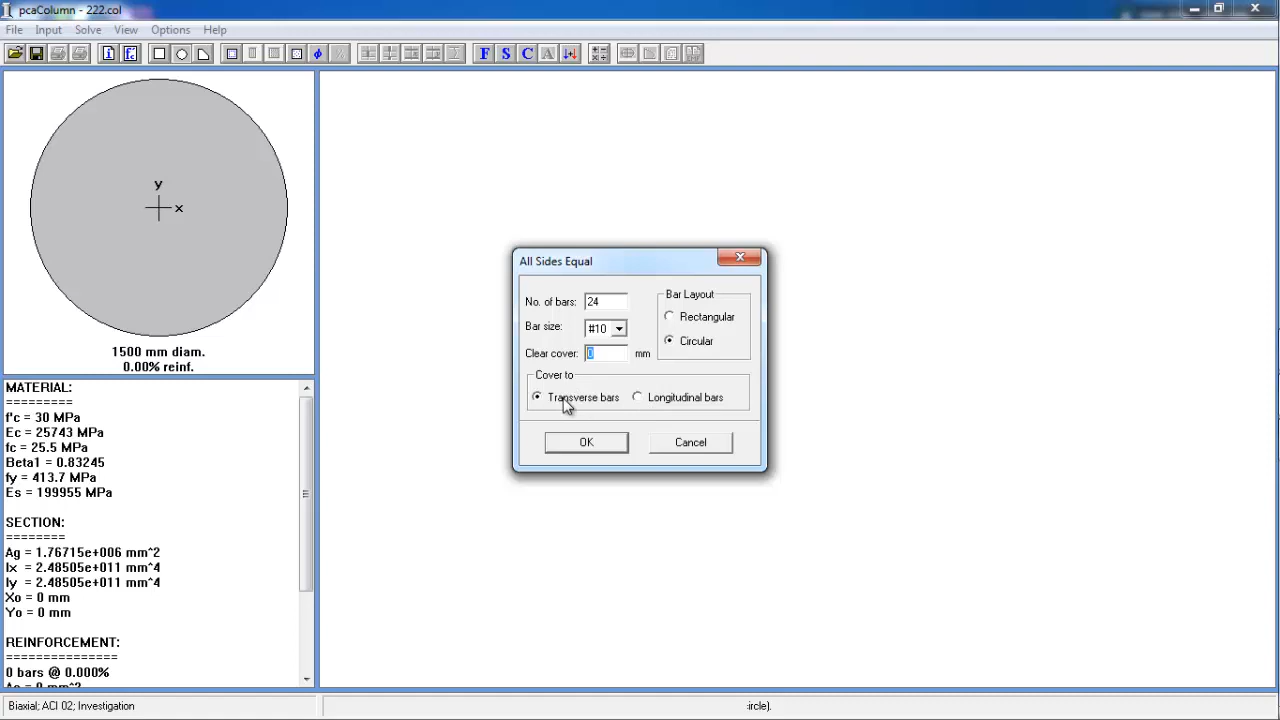 pcaColumn - 222.col
File Input Solve View Options Help
F S C A
y
x
1500 mm diam.
0.00% reinf.
MATERIAL:
=========
f'c = 30 MPa
Ec = 25743 MPa
fc = 25.5 MPa
Beta1 = 0.83245
fy = 413.7 MPa
Es = 199955 MPa
SECTION:
========
Ag = 1.76715e+006 mm^2
Ix = 2.48505e+011 mm^4
Iy = 2.48505e+011 mm^4
Xo = 0 mm
Yo = 0 mm
REINFORCEMENT:
===============
0 bars @ 0.000%
As = 0 mm^2
All Sides Equal
No. of bars: 24
Bar size: #10
Clear cover: 0 mm
Bar Layout
Rectangular
Circular
Cover to
Transverse bars Longitudinal bars
OK Cancel
Biaxial; ACI 02; Investigation
ircle).